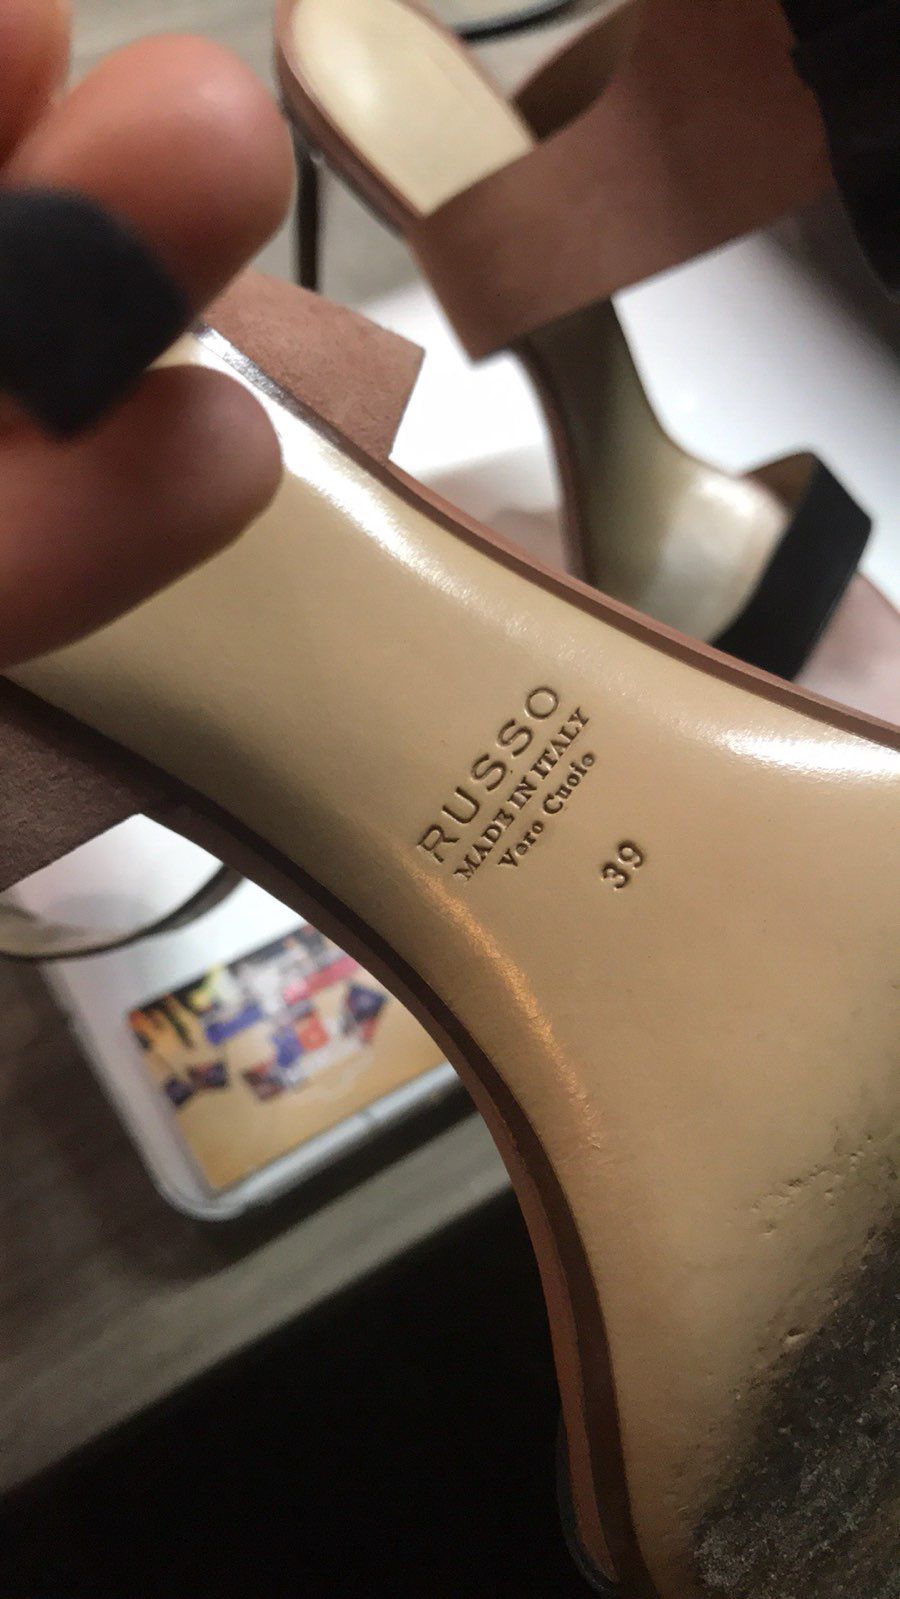 RUSSO
MADE IN ITALY
Vero Cuoio
39